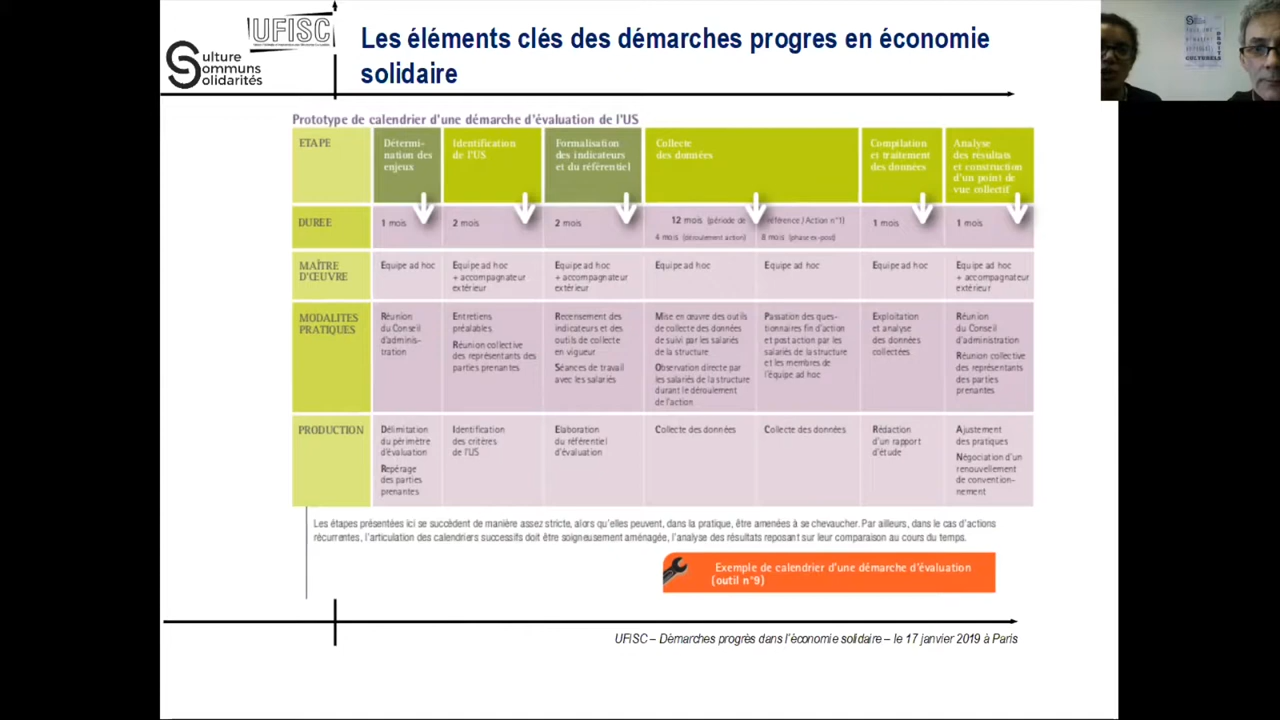 UFISC
Culture
Communs
Solidarités
Les éléments clés des démarches progres en économie
solidaire
CULTURELS
Prototype de calendrier d'une démarche d'évaluation de l'US
ETAPE
Détermi-
nation des
enjeux
Identification
de l'US
Formalisation
des indicateurs
et du référentiel
Collecte
des données
Compilation
et traitement
des données
Analyse
des résultats
et construction
d'un point de
vue collectif
DUREE
1 mois
2 mois
2 mois
12 mois (période de référence / Action n°1)
4 mois (déroulement action)
8 mois (phase ex-post)
1 mois
1 mois
MAÎTRE
D'ŒUVRE
Equipe ad hoc
Equipe ad hoc
+ accompagnateur
extérieur
Equipe ad hoc
+ accompagnateur
extérieur
Equipe ad hoc
Equipe ad hoc
Equipe ad hoc
Equipe ad hoc
+ accompagnateur
extérieur
MODALITES
PRATIQUES
Réunion
du Conseil
d'adminis-
tration
Entretiens
préalables
Réunion collective
des représentants des
parties prenantes
Recensement des
indicateurs et des
outils de collecte
en vigueur
Séances de travail
avec les salariés
Mise en œuvre des outils
de collecte des données
de suivi par les salariés
de la structure
Observation directe par
les salariés de la structure
durant le déroulement
de l'action
Passation des ques-
tionnaires fin d'action
et post action par les
salariés de la structure
et les membres de
l'équipe ad hoc
Exploitation
et analyse
des données
collectées
Réunion
du Conseil
d'administration
Réunion collective
des représentants
des parties
prenantes
PRODUCTION
Délimitation
du périmètre
d'évaluation
Repérage
des parties
prenantes
Identification
des critères
de l'US
Elaboration
du référentiel
d'évaluation
Collecte des données
Collecte des données
Rédaction
d'un rapport
d'étude
Ajustement
des pratiques
Négociation d'un
renouvellement
de convention-
nement
Les étapes présentées ici se succèdent de manière assez stricte, alors qu'elles peuvent, dans la pratique, être amenées à se chevaucher. Par ailleurs, dans le cas d'actions
récurrentes, l'articulation des calendriers successifs doit être soigneusement aménagée, l'analyse des résultats reposant sur leur comparaison au cours du temps.
Exemple de calendrier d'une démarche d'évaluation
(outil n°9)
UFISC – Démarches progrès dans l'économie solidaire – le 17 janvier 2019 à Paris